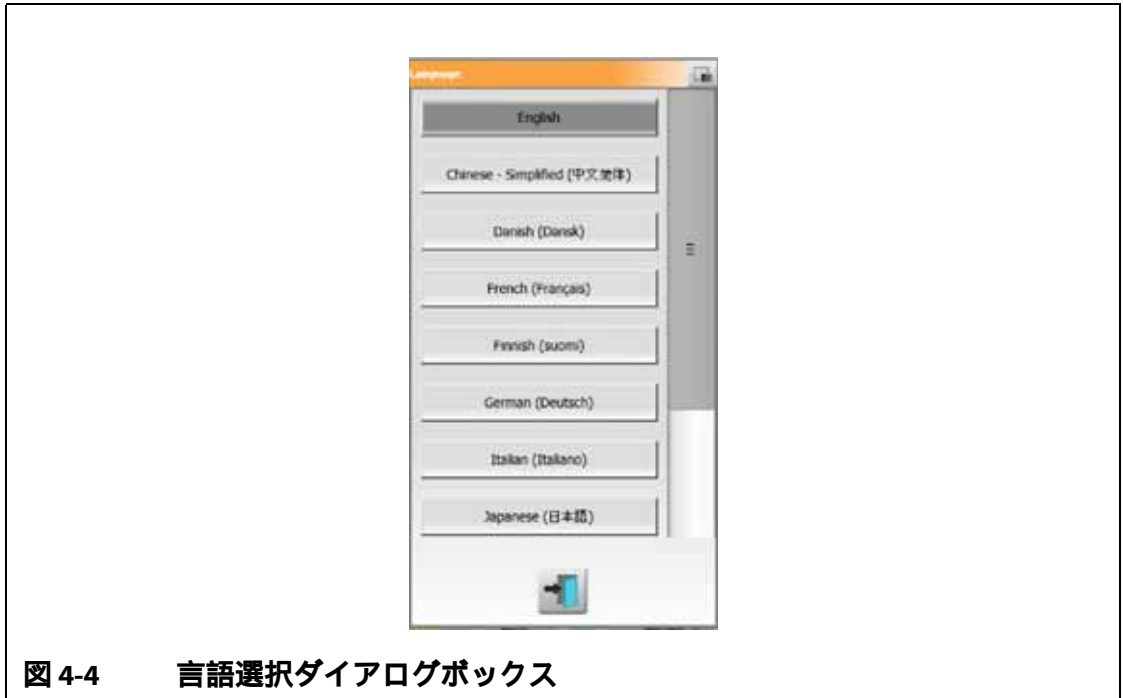 Language
English
Chinese - Simplified (中文简体)
Danish (Dansk)
French (Français)
Finnish (suomi)
German (Deutsch)
Italian (Italiano)
Japanese (日本語)
図 4-4 言語選択ダイアログボックス